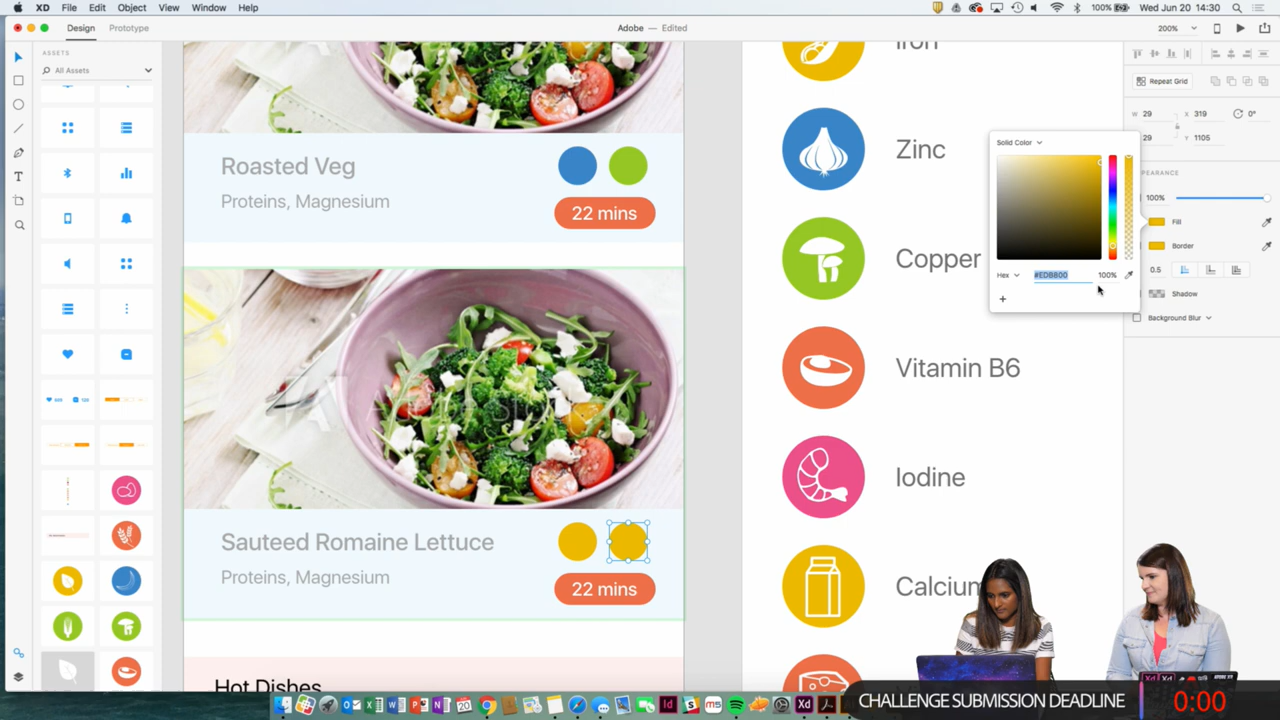 XD File Edit Object View Window Help
100% Wed Jun 20 14:30
Design Prototype
Adobe — Edited
200%
ASSETS
All Assets
Roasted Veg
Proteins, Magnesium
22 mins
Adobe Stock
Sauteed Romaine Lettuce
Proteins, Magnesium
22 mins
Hot Dishes
Iron
Zinc
Copper
Vitamin B6
Iodine
Calcium
Solid Color
Hex #EDB800 100%
+
Repeat Grid
W 29 X 319 0°
29 Y 1105
PEARANCE
100%
Fill
Border
0.5
Shadow
Background Blur
CHALLENGE SUBMISSION DEADLINE 0:00